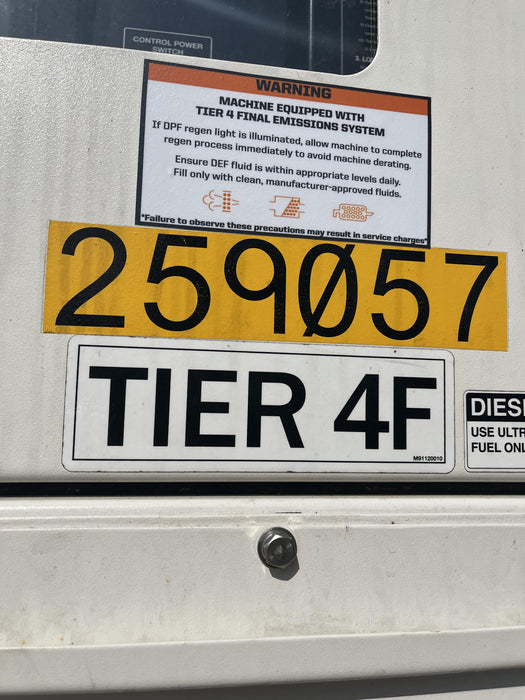 CONTROL POWER
SWITCH
WARNING
MACHINE EQUIPPED WITH
TIER 4 FINAL EMISSIONS SYSTEM
If DPF regen light is illuminated, allow machine to complete
regen process immediately to avoid machine derating.
Ensure DEF fluid is within appropriate levels daily.
Fill only with clean, manufacturer-approved fluids.
*Failure to observe these precautions may result in service charges*
259Ø57
TIER 4F
M91120010
DIES
USE ULTR
FUEL ONL